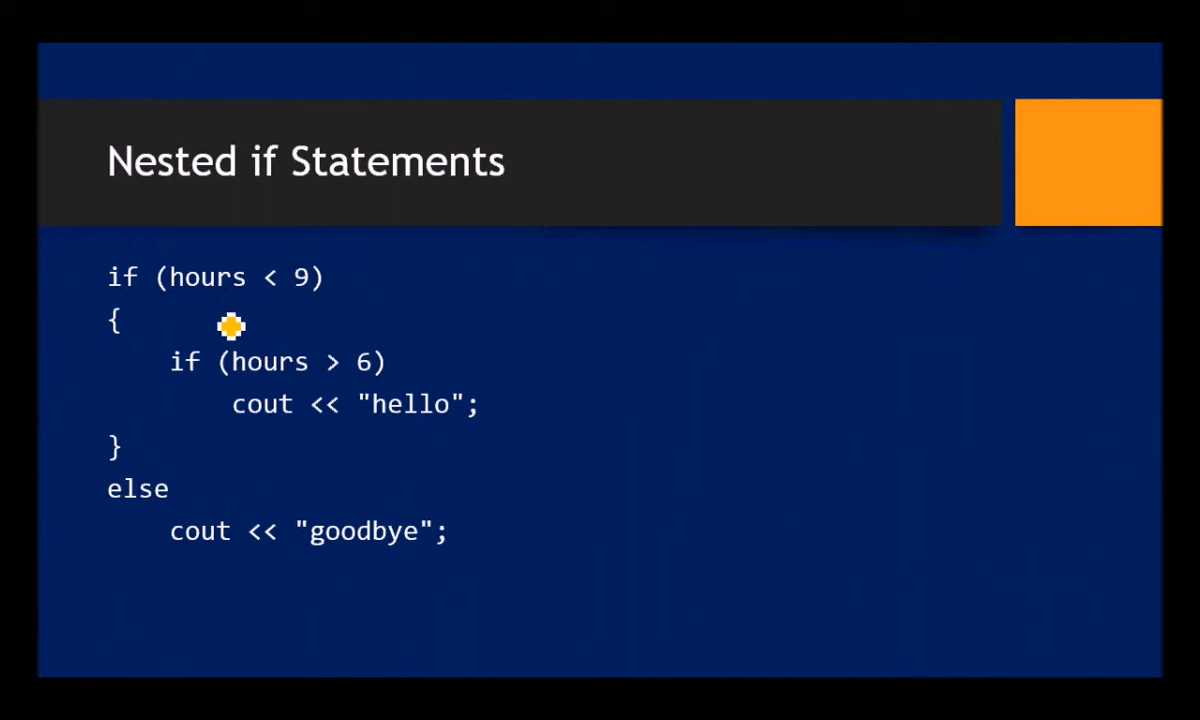 Nested if Statements
if (hours < 9)
{
    if (hours > 6)
        cout << "hello";
}
else
    cout << "goodbye";